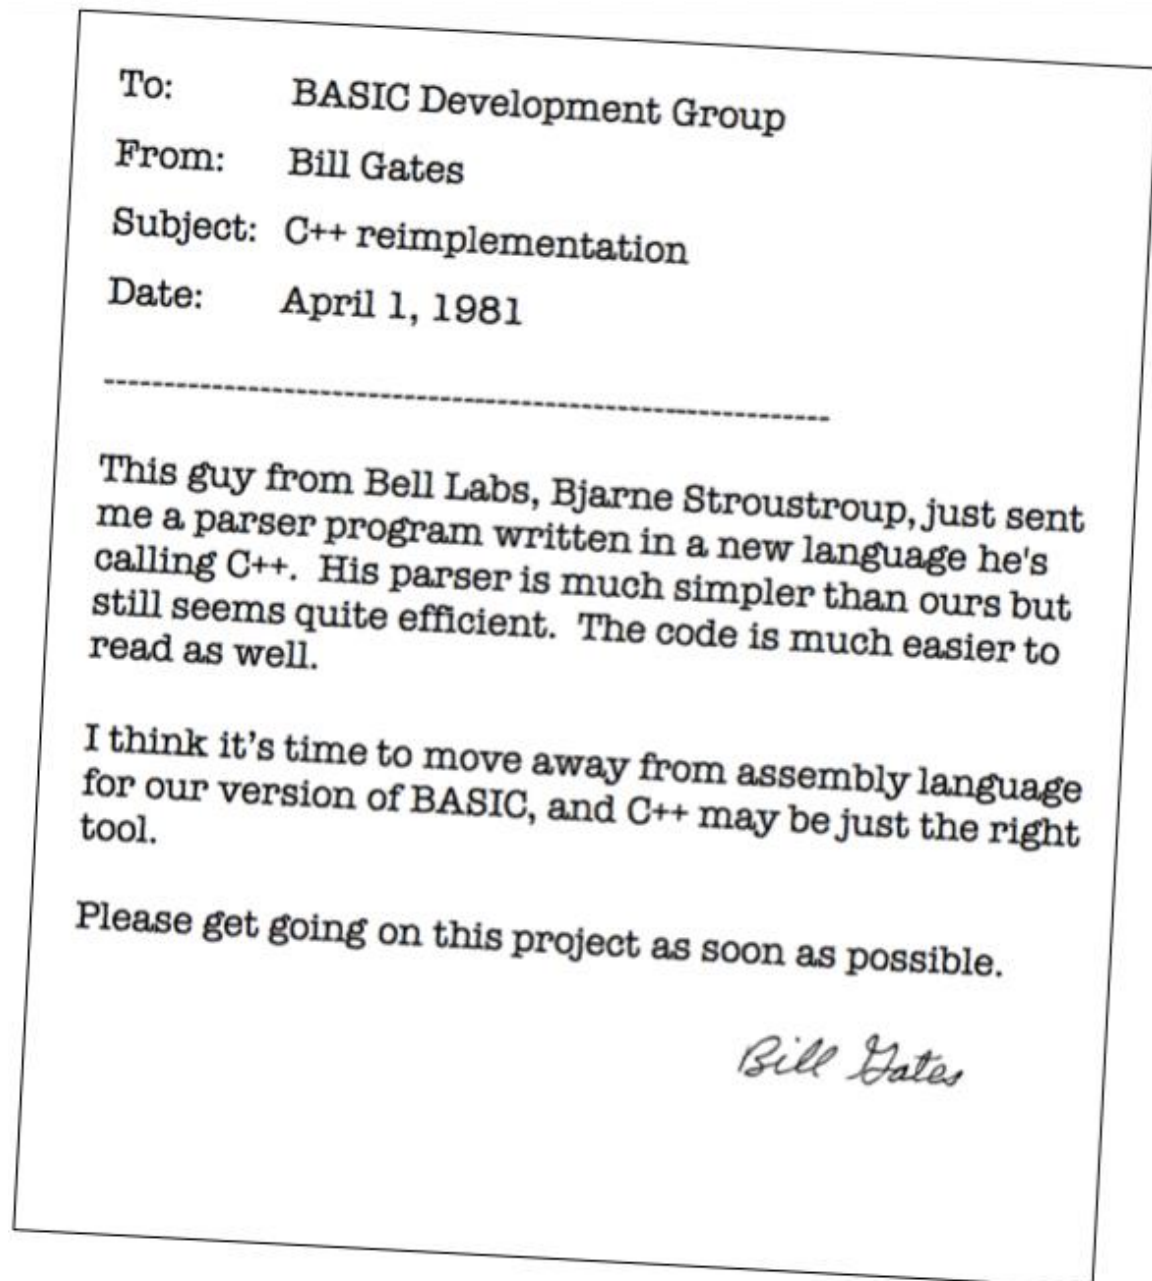 To: BASIC Development Group
From: Bill Gates
Subject: C++ reimplementation
Date: April 1, 1981
------------------------------------------------------------
This guy from Bell Labs, Bjarne Stroustroup, just sent
me a parser program written in a new language he's
calling C++.  His parser is much simpler than ours but
still seems quite efficient.  The code is much easier to
read as well.
I think it's time to move away from assembly language
for our version of BASIC, and C++ may be just the right
tool.
Please get going on this project as soon as possible.
Bill Gates